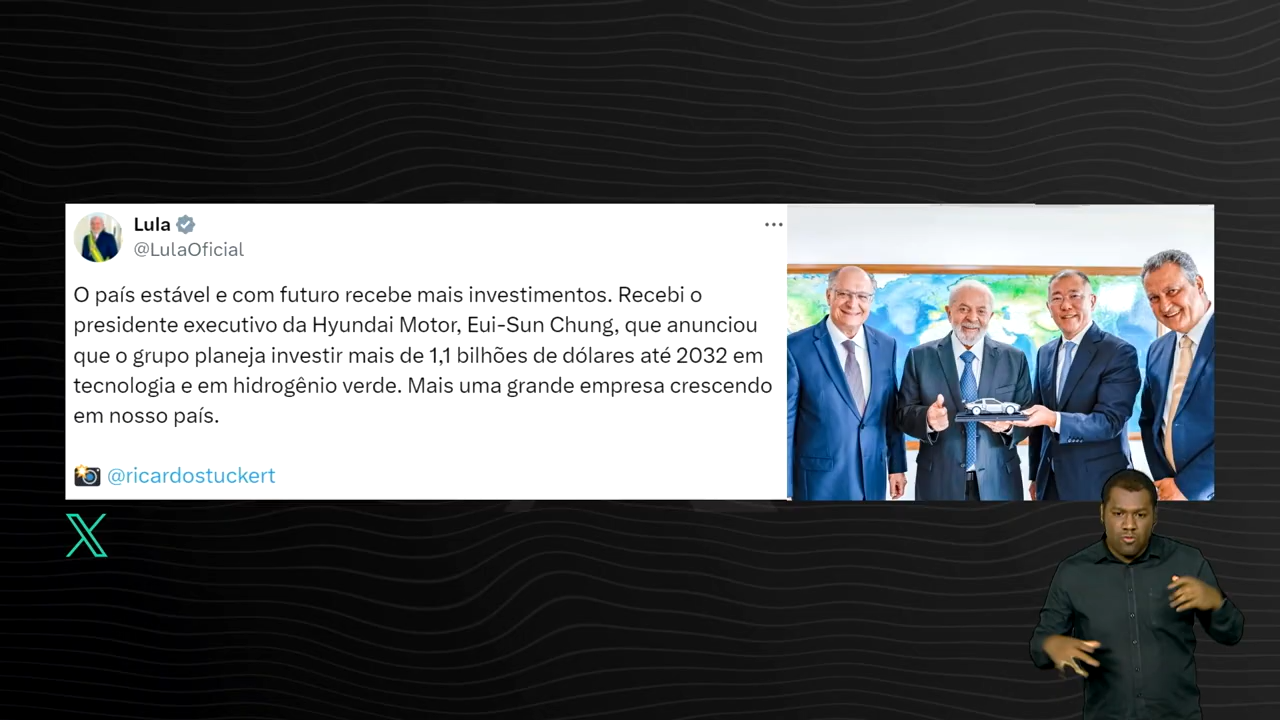 Lula
@LulaOficial
O país estável e com futuro recebe mais investimentos. Recebi o
presidente executivo da Hyundai Motor, Eui-Sun Chung, que anunciou
que o grupo planeja investir mais de 1,1 bilhões de dólares até 2032 em
tecnologia e em hidrogênio verde. Mais uma grande empresa crescendo
em nosso país.
@ricardostuckert